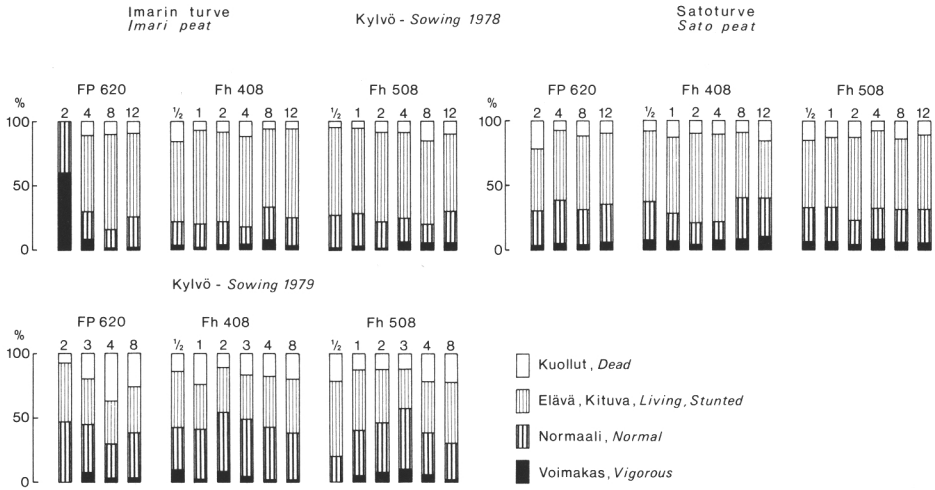 Imarin turve
Imari peat
Kylvö - Sowing 1978
Satoturve
Sato peat
FP 620 Fh 408 Fh 508 FP 620 Fh 408 Fh 508
% 2 4 8 12 ½ 1 2 4 8 12 ½ 1 2 4 8 12 % 2 4 8 12 ½ 1 2 4 8 12 ½ 1 2 4 8 12
100 100
50 50
0 0
Kylvö - Sowing 1979
FP 620 Fh 408 Fh 508
% 2 3 4 8 ½ 1 2 3 4 8 ½ 1 2 3 4 8
100
50
0
Kuollut, Dead
Elävä, Kituva, Living, Stunted
Normaali, Normal
Voimakas, Vigorous